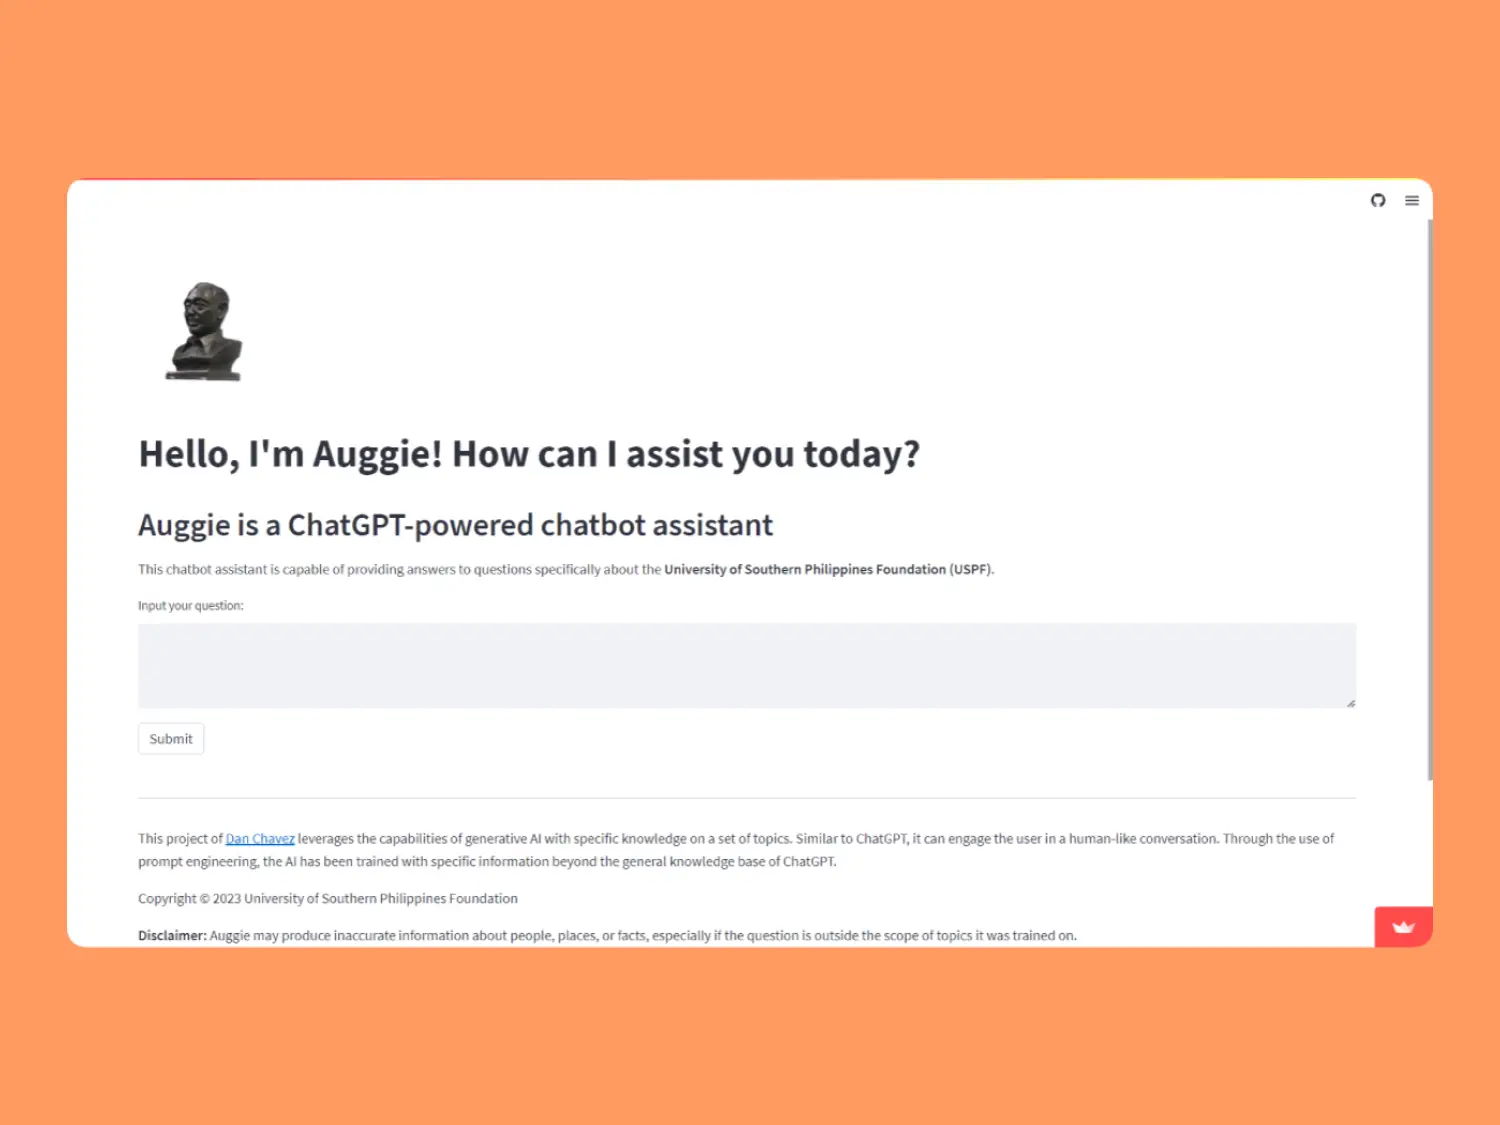 Hello, I'm Auggie! How can I assist you today?
Auggie is a ChatGPT-powered chatbot assistant
This chatbot assistant is capable of providing answers to questions specifically about the University of Southern Philippines Foundation (USPF).
Input your question:
Submit
This project of Dan Chavez leverages the capabilities of generative AI with specific knowledge on a set of topics. Similar to ChatGPT, it can engage the user in a human-like conversation. Through the use of
prompt engineering, the AI has been trained with specific information beyond the general knowledge base of ChatGPT.
Copyright © 2023 University of Southern Philippines Foundation
Disclaimer: Auggie may produce inaccurate information about people, places, or facts, especially if the question is outside the scope of topics it was trained on.